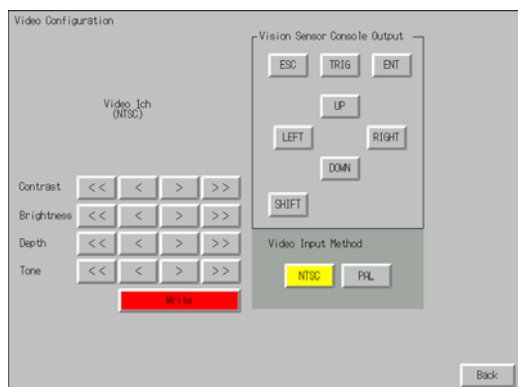 Video Configuration
Video 1ch
(NTSC)
Contrast << < > >>
Brightness << < > >>
Depth << < > >>
Tone << < > >>
Write
Vision Sensor Console Output
ESC TRIG ENT
UP
LEFT RIGHT
DOWN
SHIFT
Video Input Method
NTSC PAL
Back